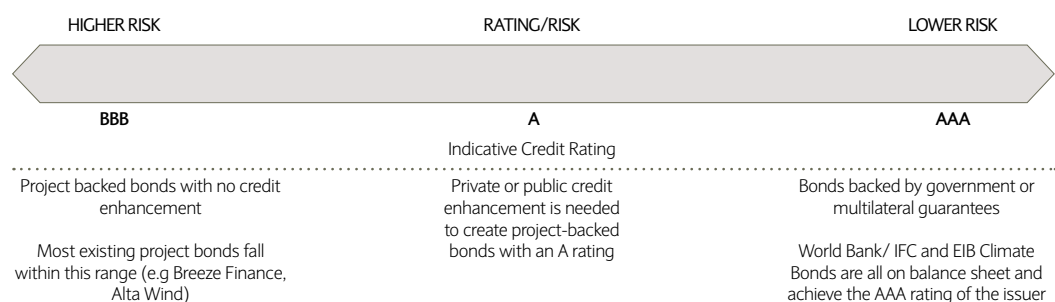 HIGHER RISK
RATING/RISK
LOWER RISK
BBB
A
AAA
Indicative Credit Rating
Project backed bonds with no credit
enhancement
Most existing project bonds fall
within this range (e.g Breeze Finance,
Alta Wind)
Private or public credit
enhancement is needed
to create project-backed
bonds with an A rating
Bonds backed by government or
multilateral guarantees
World Bank/ IFC and EIB Climate
Bonds are all on balance sheet and
achieve the AAA rating of the issuer